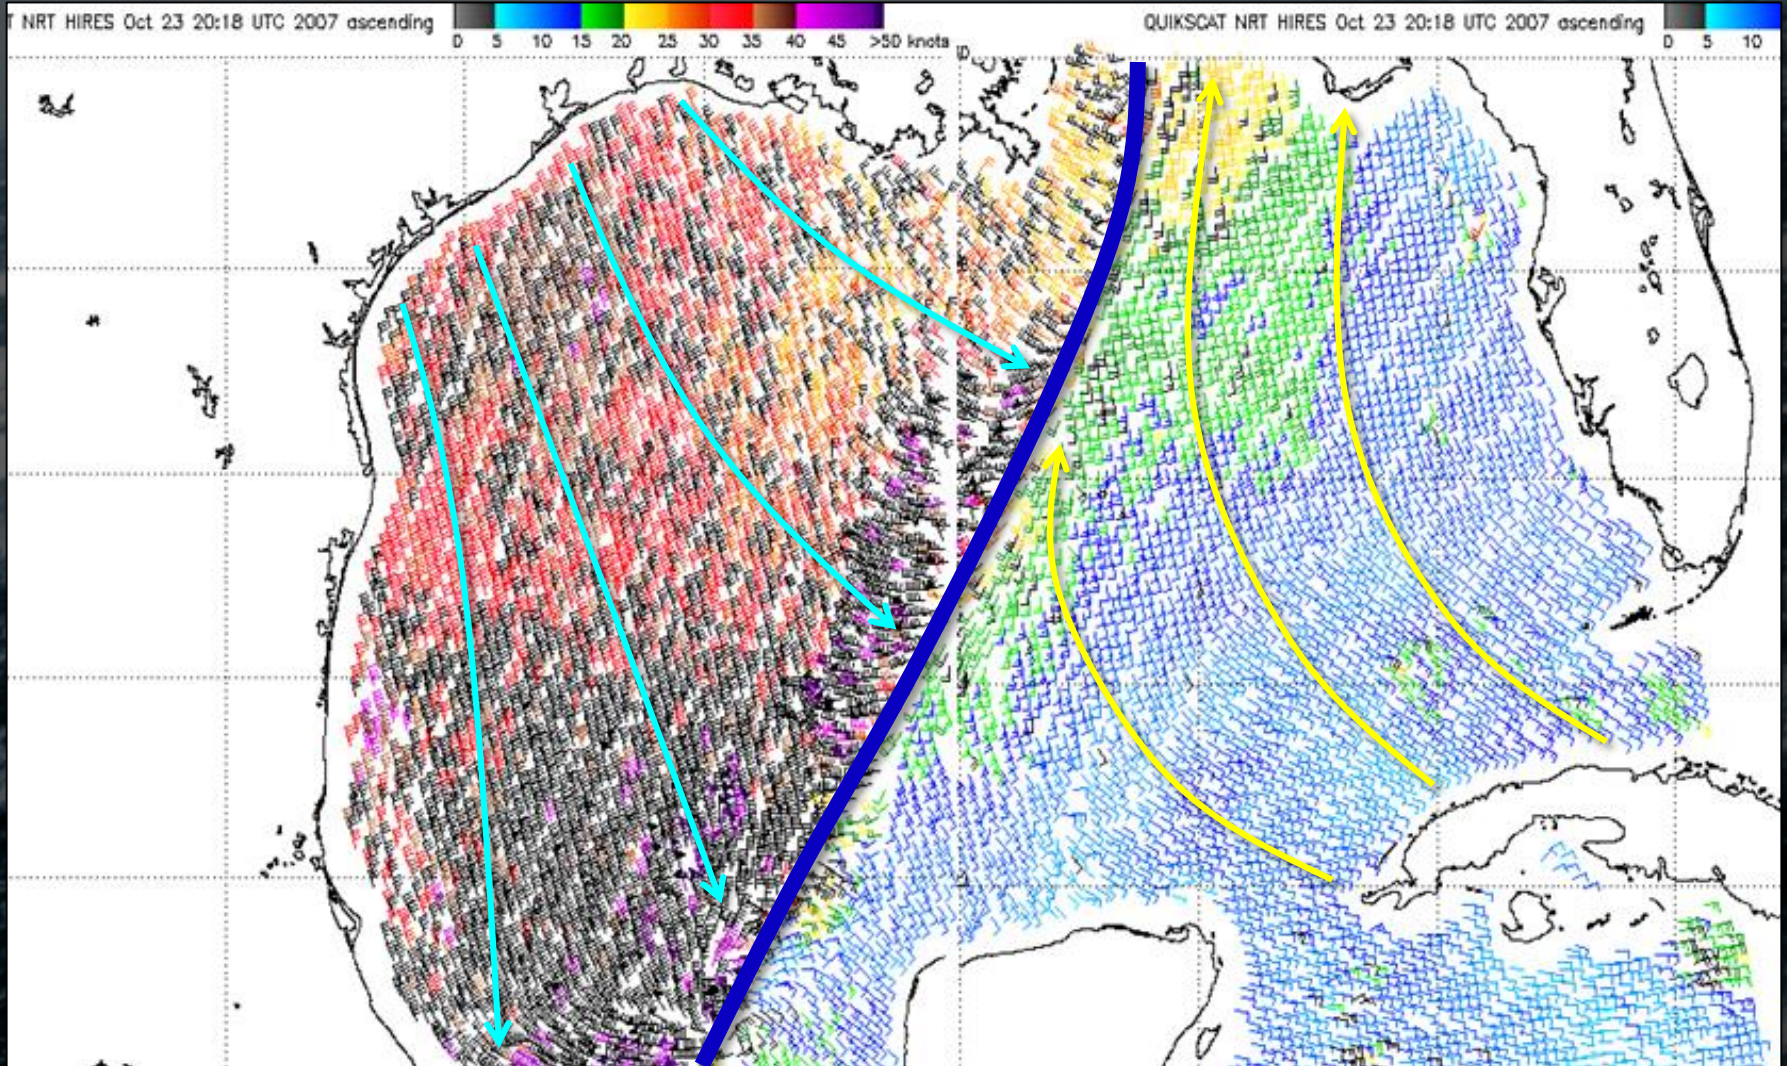 T NRT HIRES Oct 23 20:18 UTC 2007 ascending
0 5 10 15 20 25 30 35 40 45 >50 knots
QUIKSCAT NRT HIRES Oct 23 20:18 UTC 2007 ascending
0 5 10